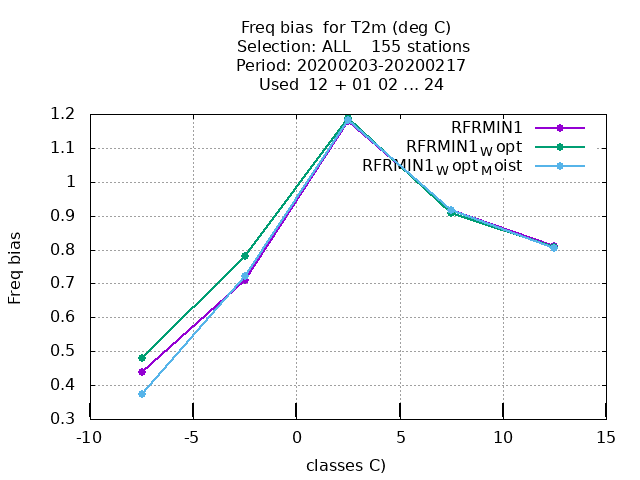 Freq bias  for T2m (deg C)
Selection: ALL    155 stations
Period: 20200203-20200217
Used  12 + 01 02 ... 24
RFRMIN1
RFRMIN1_W opt
RFRMIN1_W opt_M oist
1.2
1.1
1
0.9
0.8
0.7
0.6
0.5
0.4
0.3
Freq bias
-10
-5
0
5
10
15
classes C)